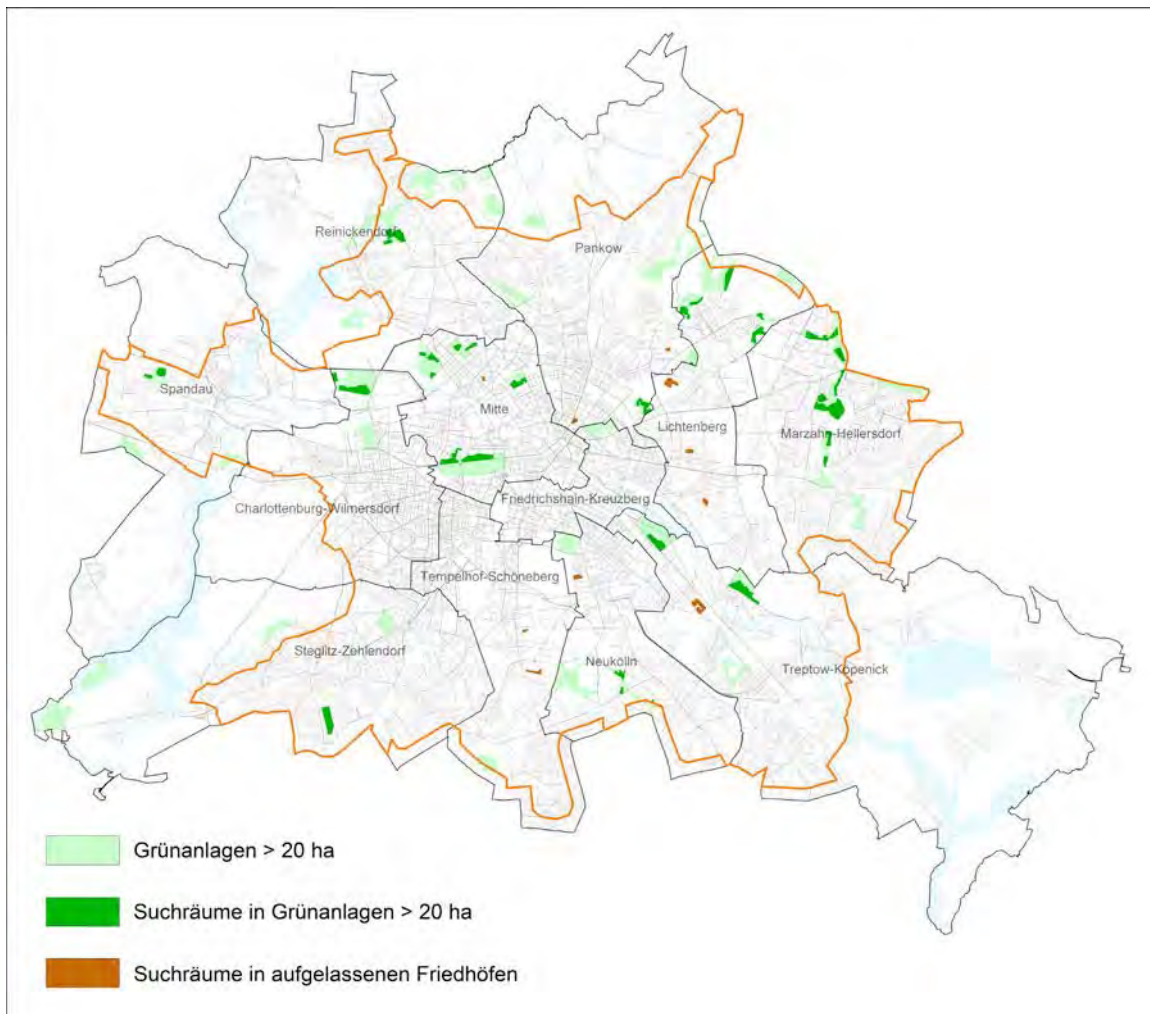 Reinickendorf
Pankow
Spandau
Mitte
Lichtenberg
Marzahn-Hellersdorf
Friedrichshain-Kreuzberg
Charlottenburg-Wilmersdorf
Tempelhof-Schöneberg
Steglitz-Zehlendorf
Neukölln
Treptow-Köpenick
Grünanlagen > 20 ha
Suchräume in Grünanlagen > 20 ha
Suchräume in aufgelassenen Friedhöfen